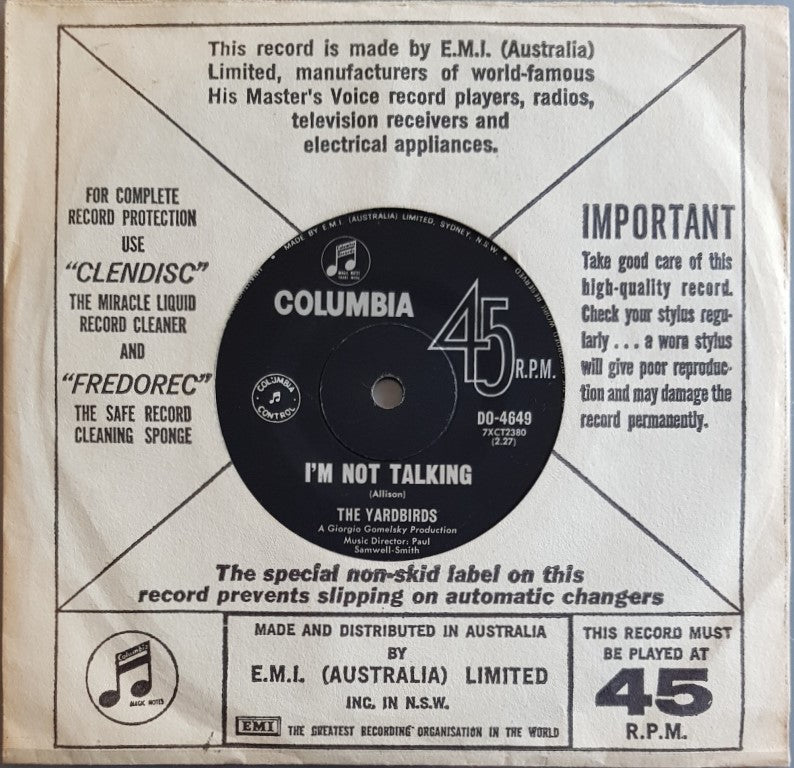 This record is made by E.M.I. (Australia)
Limited, manufacturers of world-famous
His Master's Voice record players, radios,
television receivers and
electrical appliances.
FOR COMPLETE
RECORD PROTECTION
USE
"CLENDISC"
THE MIRACLE LIQUID
RECORD CLEANER
AND
"FREDOREC"
THE SAFE RECORD
CLEANING SPONGE
IMPORTANT
Take good care of this
high-quality record.
Check your stylus regu-
larly . . . a worn stylus
will give poor reproduc-
tion and may damage the
record permanently.
MADE BY E.M.I. (AUSTRALIA) LIMITED, SYDNEY, N.S.W.
Columbia
MAGIC NOTES
COLUMBIA
45
R.P.M.
COLUMBIA
CONTROL
DO-4649
7XCT2380
(2.27)
I'M NOT TALKING
(Allison)
THE YARDBIRDS
A Giorgio Gomelsky Production
Music Director: Paul
Samwell-Smith
The special non-skid label on this
record prevents slipping on automatic changers
Columbia
MAGIC NOTES
MADE AND DISTRIBUTED IN AUSTRALIA
BY
E.M.I. (AUSTRALIA) LIMITED
INC. IN N.S.W.
EMI THE GREATEST RECORDING ORGANISATION IN THE WORLD
THIS RECORD MUST
BE PLAYED AT
45
R.P.M.